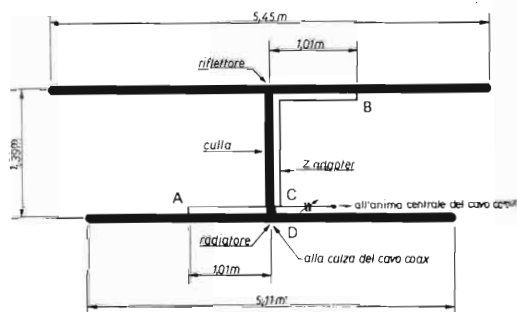 5,45 m
1,01m
riflettore
B
1,39m
culla
Z adapter
A
C
all'anima centrale del cavo coax
radiatore
D
alla calza del cavo coax
1,01m
5,11 m